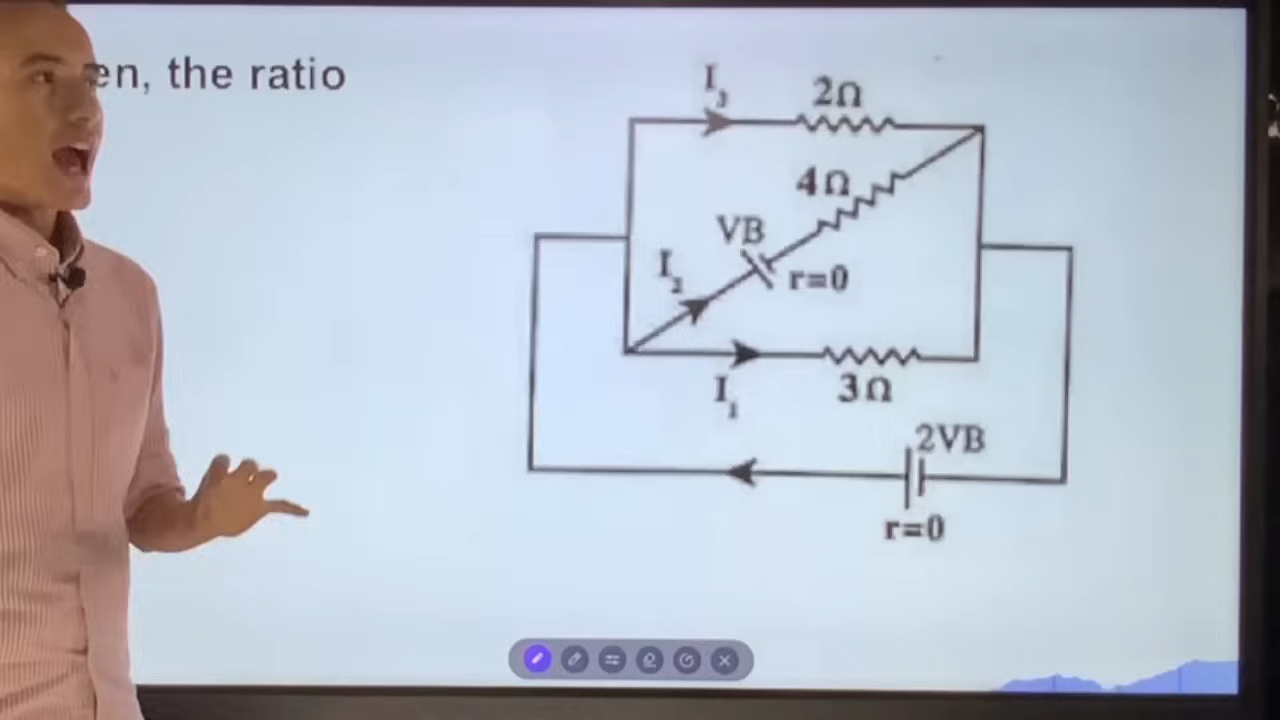 en, the ratio
I₃ 2Ω
4Ω
VB
I₂ r=0
I₁ 3Ω
2VB
r=0